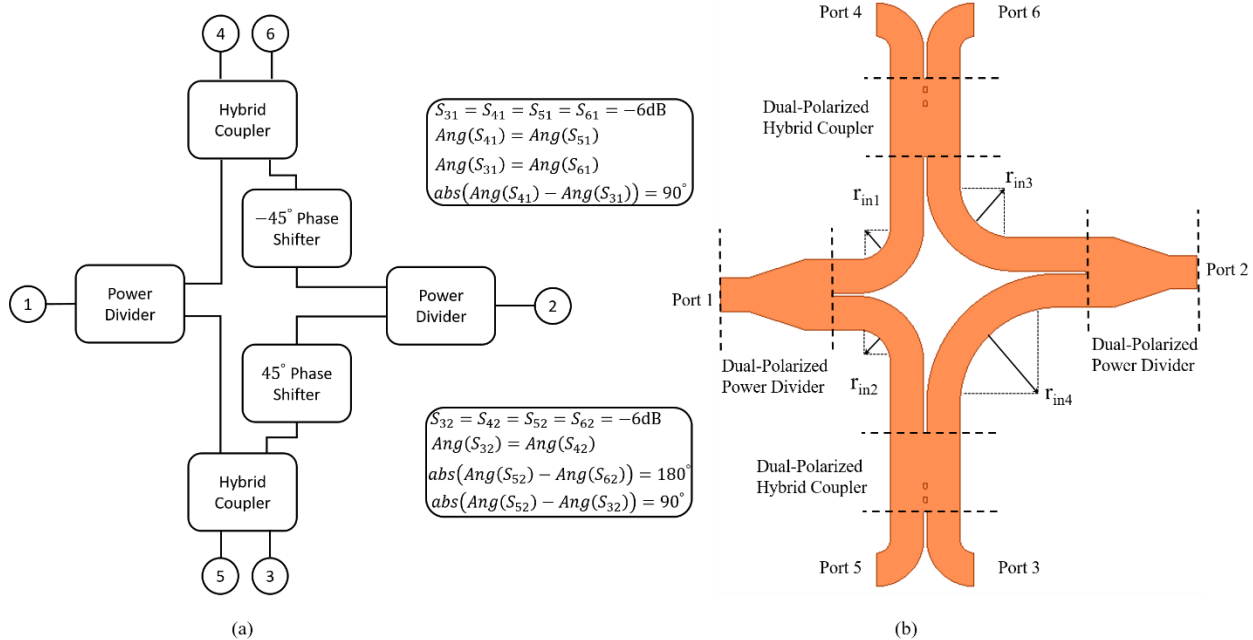 4
6
Hybrid
Coupler
−45° Phase
Shifter
1
Power
Divider
Power
Divider
2
45° Phase
Shifter
Hybrid
Coupler
5
3
S₃₁ = S₄₁ = S₅₁ = S₆₁ = −6dB
Ang(S₄₁) = Ang(S₅₁)
Ang(S₃₁) = Ang(S₆₁)
abs(Ang(S₄₁) − Ang(S₃₁)) = 90°
S₃₂ = S₄₂ = S₅₂ = S₆₂ = −6dB
Ang(S₃₂) = Ang(S₄₂)
abs(Ang(S₅₂) − Ang(S₆₂)) = 180°
abs(Ang(S₅₂) − Ang(S₃₂)) = 90°
(a)
Port 4
Port 6
Dual-Polarized
Hybrid Coupler
r_in1
r_in3
Port 1
Port 2
Dual-Polarized
Power Divider
Dual-Polarized
Power Divider
r_in2
r_in4
Dual-Polarized
Hybrid Coupler
Port 5
Port 3
(b)